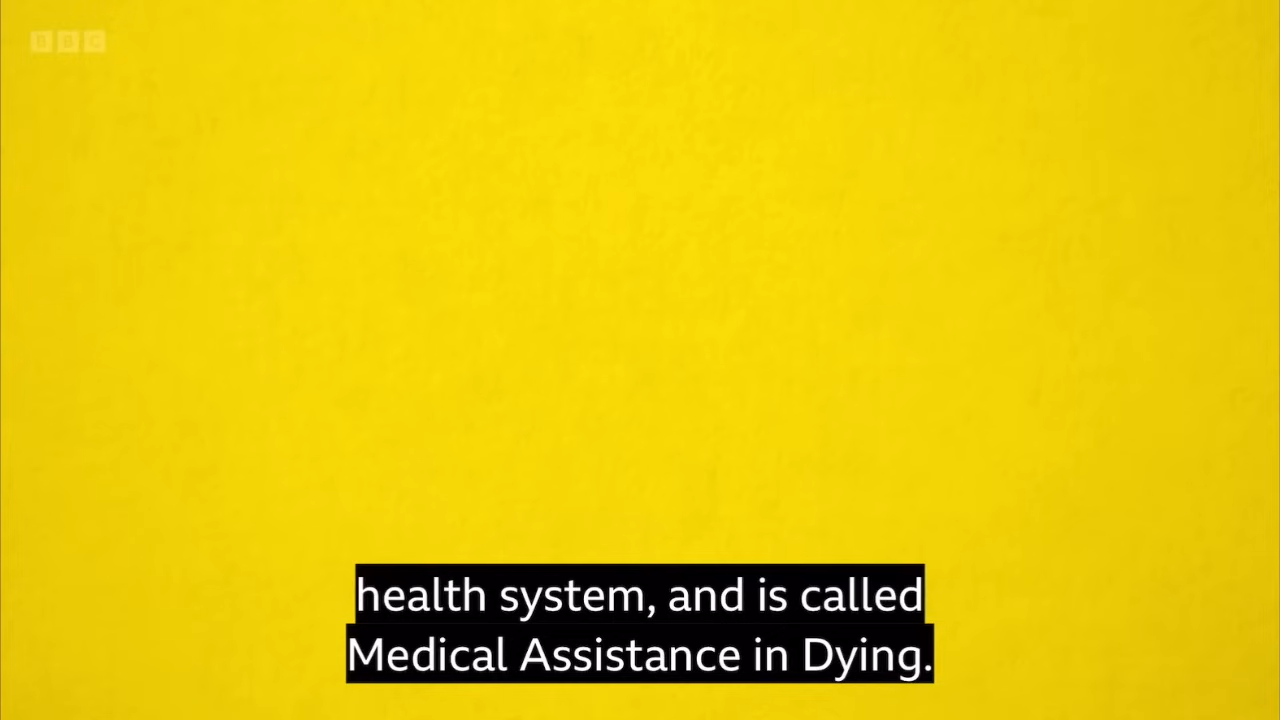 BBC
health system, and is called
Medical Assistance in Dying.